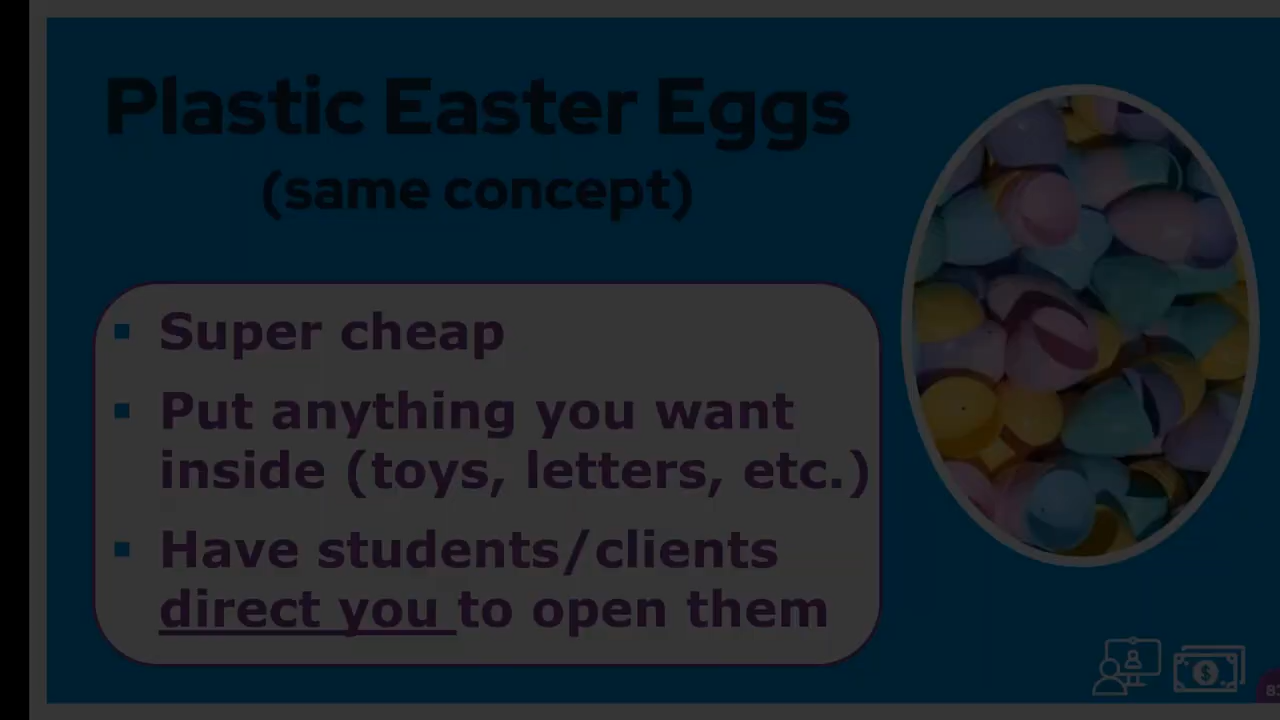 Plastic Easter Eggs
(same concept)
▪ Super cheap
▪ Put anything you want
inside (toys, letters, etc.)
▪ Have students/clients
direct you to open them
$